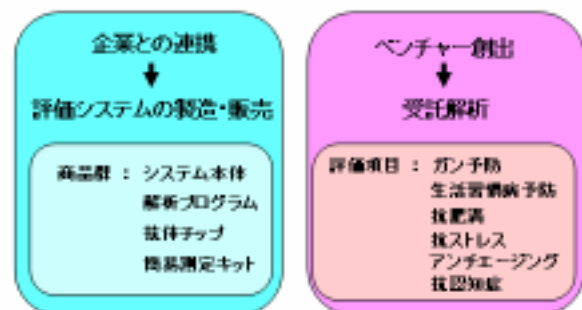 企業との連携
評価システムの製造・販売
商品群 : システム本体
解析プログラム
抗体チップ
簡易測定キット
ベンチャー創出
受託解析
評価項目 : ガン予防
生活習慣病予防
抗肥満
抗ストレス
アンチエージング
抗認知症